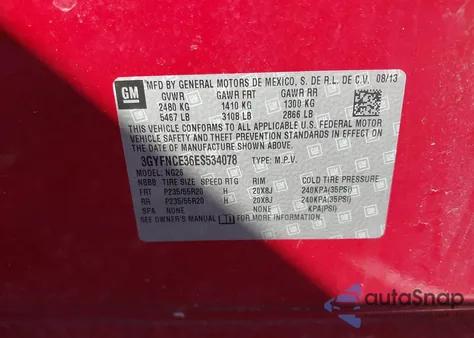 GM
MFD BY GENERAL MOTORS DE MEXICO, S. DE R.L. DE C.V. 08/13
GVWR GAWR FRT GAWR RR
2480 KG 1410 KG 1300 KG
5467 LB 3108 LB 2866 LB
THIS VEHICLE CONFORMS TO ALL APPLICABLE U.S. FEDERAL MOTOR
VEHICLE SAFETY AND THEFT PREVENTION STANDARDS IN EFFECT ON
THE DATE OF MANUFACTURE SHOWN ABOVE.
3GYFNCE36ES534078 TYPE: M.P.V.
MODEL: NG26
NBBB TIRE SIZE SPEED RTG RIM COLD TIRE PRESSURE
FRT P235/55R20 H 20X8J 240KPA(35PSI)
RR P235/55R20 H 20X8J 240KPA(35PSI)
SPA NONE NONE KPA(PSI)
SEE OWNER'S MANUAL FOR MORE INFORMATION.
autoSnap